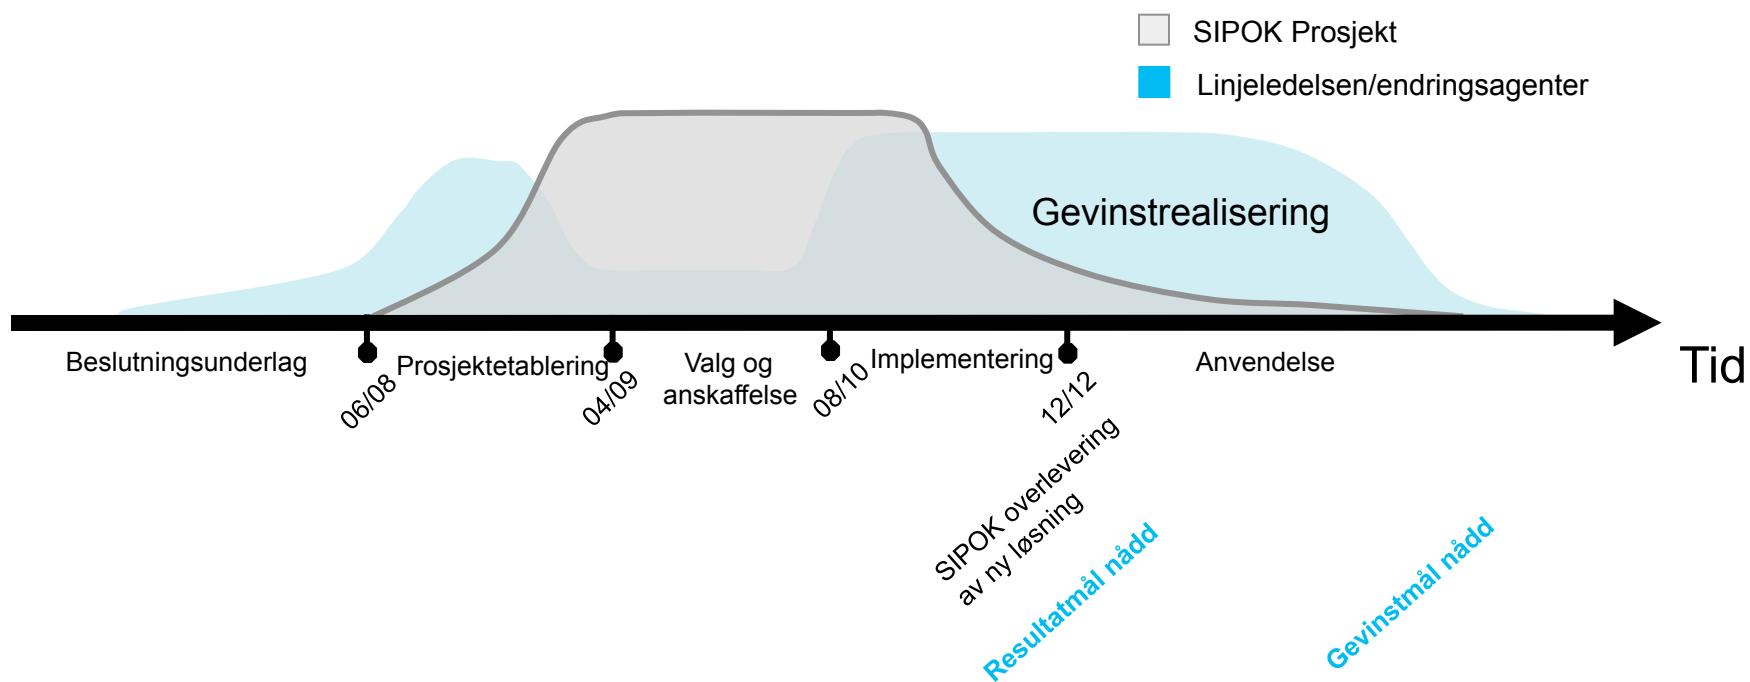 SIPOK Prosjekt
Linjeledelsen/endringsagenter
Gevinstrealisering
Beslutningsunderlag
Prosjektetablering
Valg og
anskaffelse
Implementering
Anvendelse
Tid
06/08
04/09
08/10
12/12
SIPOK overlevering
av ny løsning
Resultatmål nådd
Gevinstmål nådd